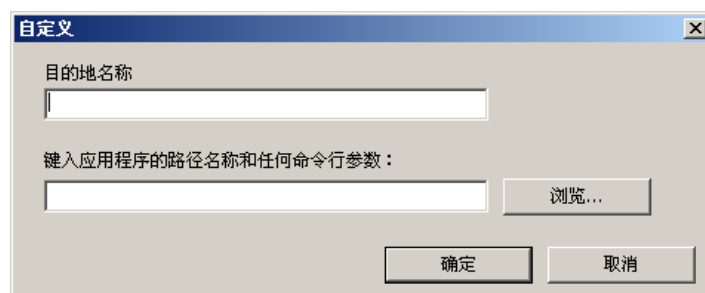 自定义
目的地名称
键入应用程序的路径名称和任何命令行参数：
浏览...
确定
取消